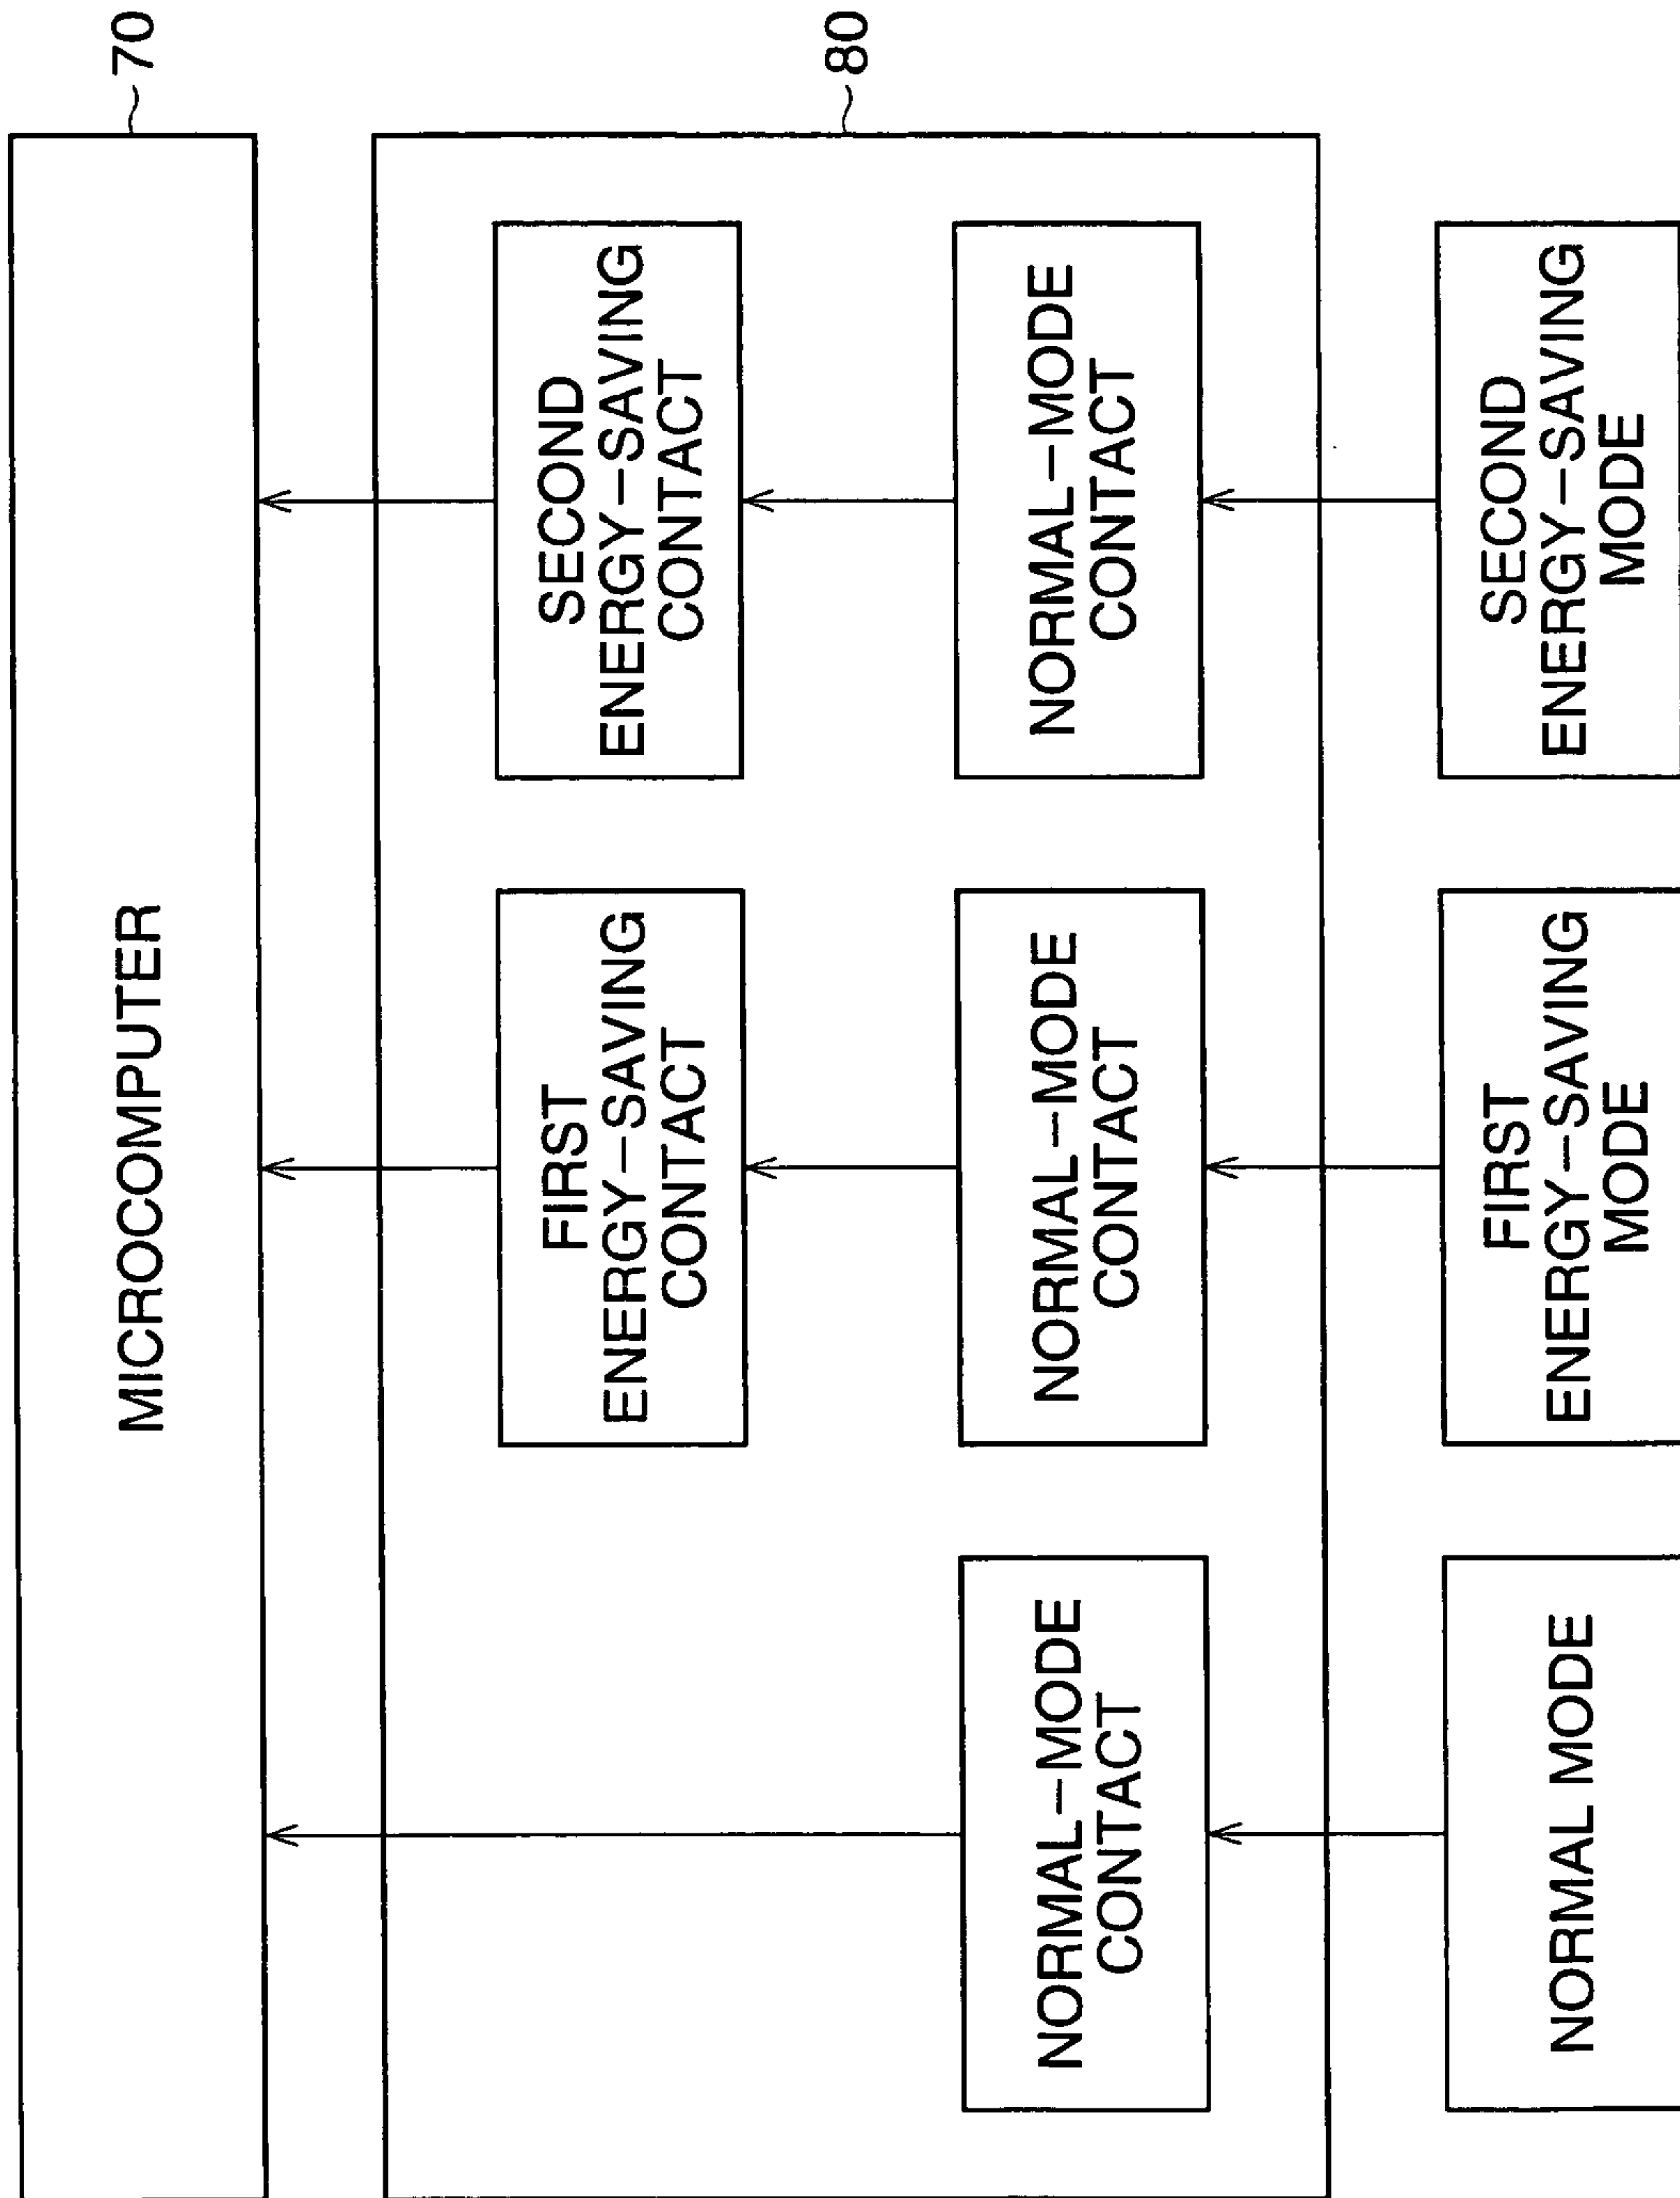 MICROCOMPUTER
70
FIRST
ENERGY-SAVING
CONTACT
SECOND
ENERGY-SAVING
CONTACT
80
NORMAL-MODE
CONTACT
NORMAL-MODE
CONTACT
NORMAL-MODE
CONTACT
NORMAL MODE
FIRST
ENERGY-SAVING
MODE
SECOND
ENERGY-SAVING
MODE